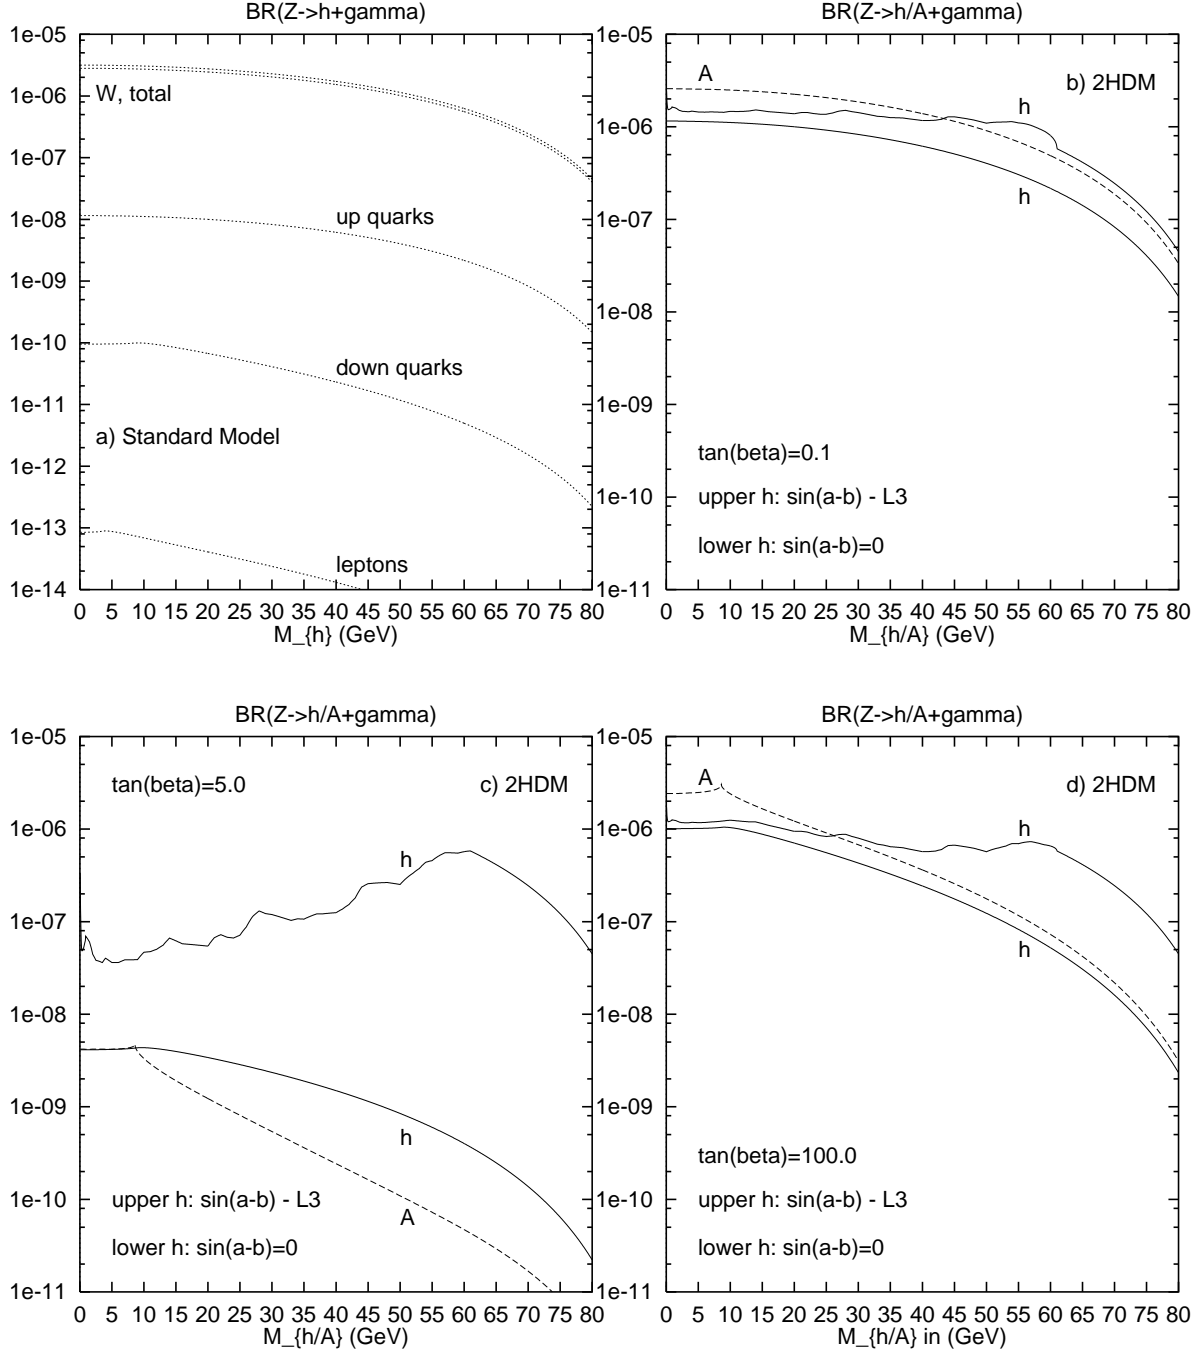 BR(Z->h+gamma)
1e-05
1e-06
1e-07
1e-08
1e-09
1e-10
1e-11
1e-12
1e-13
1e-14
W, total
up quarks
down quarks
a) Standard Model
leptons
0 5 10 15 20 25 30 35 40 45 50 55 60 65 70 75 80
M_{h} (GeV)
BR(Z->h/A+gamma)
1e-05
1e-06
1e-07
1e-08
1e-09
1e-10
1e-11
A
b) 2HDM
h
h
tan(beta)=0.1
upper h: sin(a-b) - L3
lower h: sin(a-b)=0
0 5 10 15 20 25 30 35 40 45 50 55 60 65 70 75 80
M_{h/A} (GeV)
BR(Z->h/A+gamma)
1e-05
1e-06
1e-07
1e-08
1e-09
1e-10
1e-11
tan(beta)=5.0
c) 2HDM
h
h
A
upper h: sin(a-b) - L3
lower h: sin(a-b)=0
0 5 10 15 20 25 30 35 40 45 50 55 60 65 70 75 80
M_{h/A} (GeV)
BR(Z->h/A+gamma)
1e-05
1e-06
1e-07
1e-08
1e-09
1e-10
1e-11
A
d) 2HDM
h
h
tan(beta)=100.0
upper h: sin(a-b) - L3
lower h: sin(a-b)=0
0 5 10 15 20 25 30 35 40 45 50 55 60 65 70 75 80
M_{h/A} in (GeV)